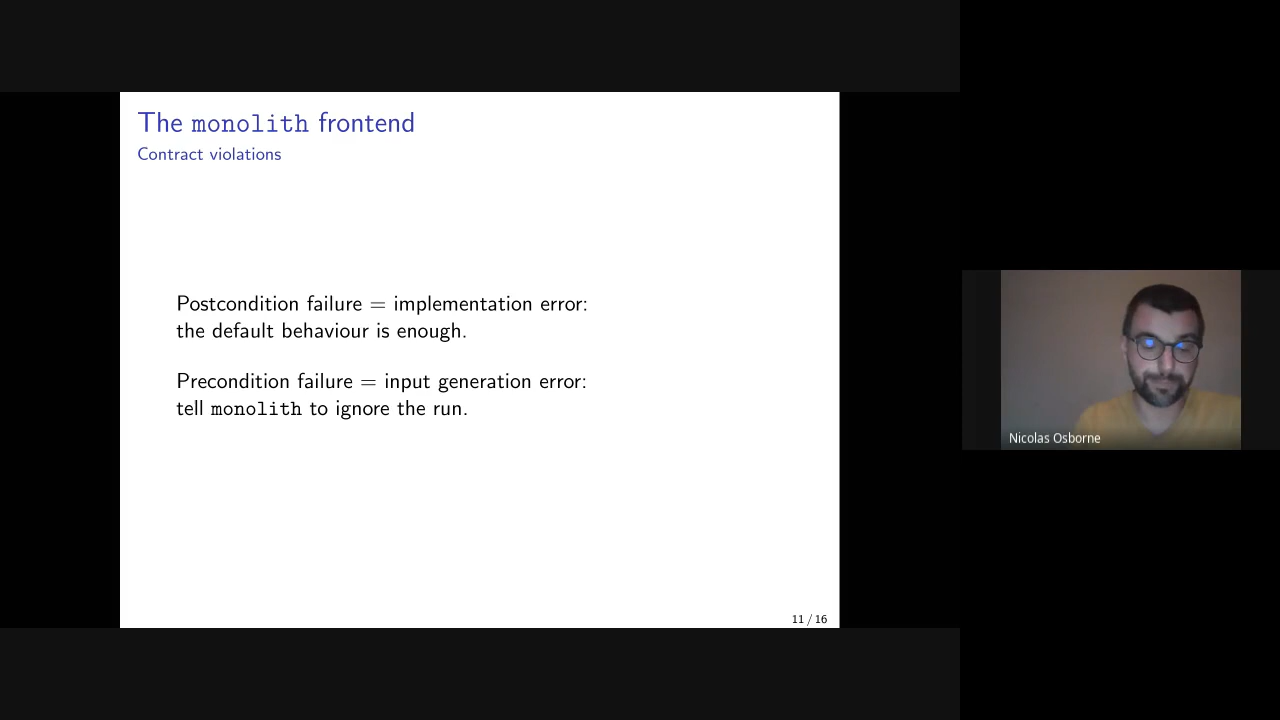 The monolith frontend
Contract violations
Postcondition failure = implementation error:
the default behaviour is enough.
Precondition failure = input generation error:
tell monolith to ignore the run.
11 / 16
Nicolas Osborne